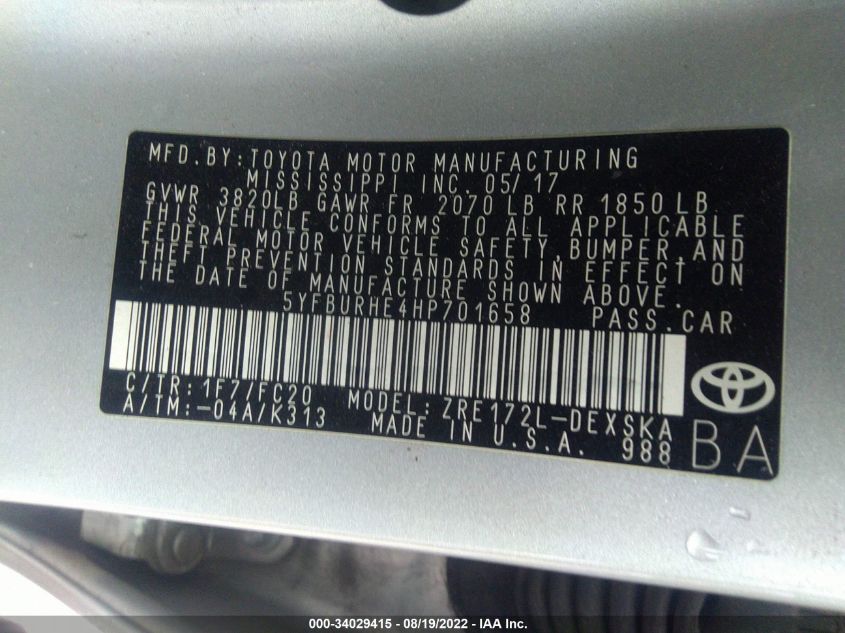 MFD.BY:TOYOTA MOTOR MANUFACTURING
MISSISSIPPI INC. 05/17
GVWR 3820LB GAWR FR 2070 LB RR 1850LB
THIS VEHICLE CONFORMS TO ALL APPLICABLE
FEDERAL MOTOR VEHICLE SAFETY,BUMPER,AND
THEFT PREVENTION STANDARDS IN EFFECT ON
THE DATE OF MANUFACTURE SHOWN ABOVE.
5YFBURHE4HP701658 PASS.CAR
C/TR:1F7/FC20 MODEL:ZRE172L-DEXSKA
A/TM:-04A/K313 MADE IN U.S.A. 988
BA
000-34029415 - 08/19/2022 - IAA Inc.